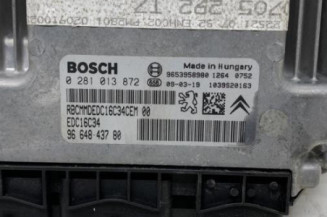 BOSCH
Made in Hungary
0 281 013 872
9653958980 1264 0752
09-03-19 1039S20163
RBCMMDEDC16C34CEM 00
EDC16C34
96 648 437 80